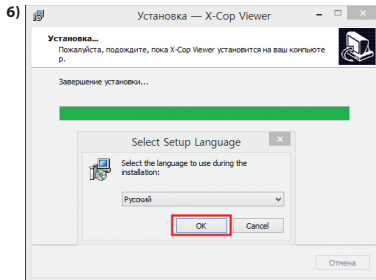 б)
Установка — X-Cop Viewer
Установка...
Пожалуйста, подождите, пока X-Cop Viewer установится на ваш компьюте
р.
Завершение установки...
Select Setup Language
Select the language to use during the
installation:
Русский
OK Cancel
Отмена